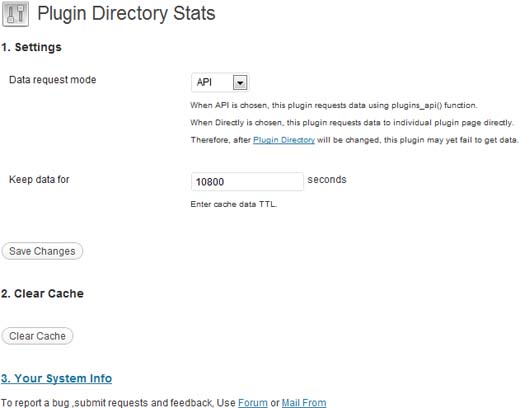 Plugin Directory Stats
1. Settings
Data request mode
API
When API is chosen, this plugin requests data using plugins_api() function.
When Directly is chosen, this plugin requests data to individual plugin page directly.
Therefore, after Plugin Directory will be changed, this plugin may yet fail to get data.
Keep data for
10800 seconds
Enter cache data TTL.
Save Changes
2. Clear Cache
Clear Cache
3. Your System Info
To report a bug ,submit requests and feedback, Use Forum or Mail From